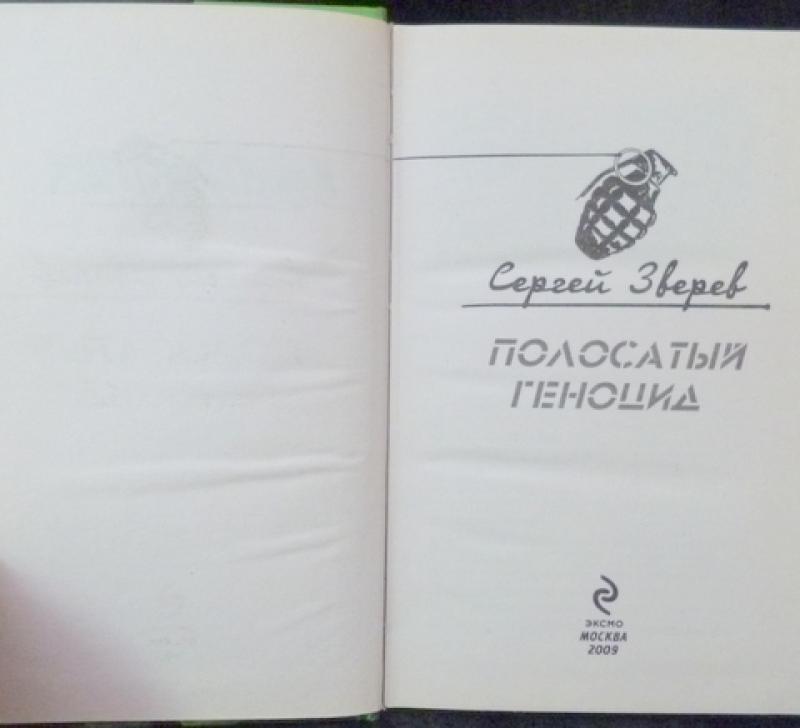 Сергей Зверев
ПОЛОСАТЫЙ
ГЕНОЦИД
ЭКСМО
МОСКВА
2009